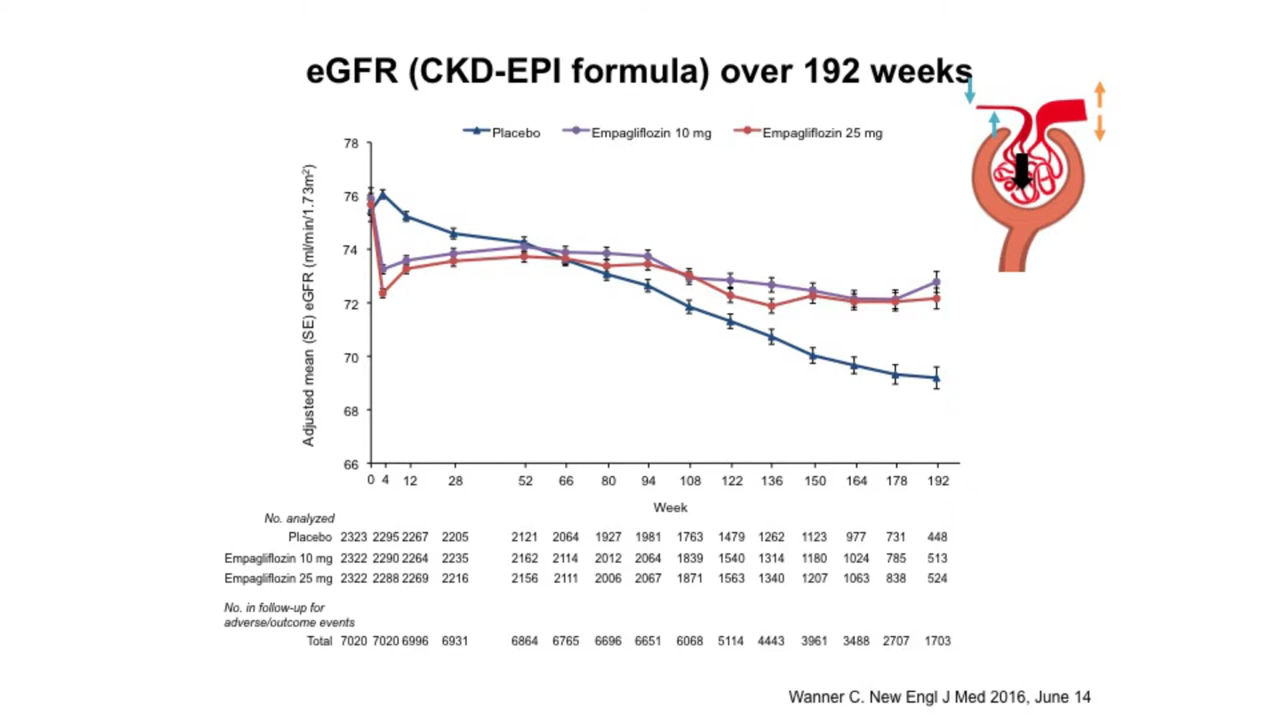 eGFR (CKD-EPI formula) over 192 weeks
Placebo Empagliflozin 10 mg Empagliflozin 25 mg
Adjusted mean (SE) eGFR (ml/min/1.73m²)
78
76
74
72
70
68
66
0 4 12 28 52 66 80 94 108 122 136 150 164 178 192
Week
No. analyzed
Placebo 2323 2295 2267 2205 2121 2064 1927 1981 1763 1479 1262 1123 977 731 448
Empagliflozin 10 mg 2322 2290 2264 2235 2162 2114 2012 2064 1839 1540 1314 1180 1024 785 513
Empagliflozin 25 mg 2322 2288 2269 2216 2156 2111 2006 2067 1871 1563 1340 1207 1063 838 524
No. in follow-up for
adverse/outcome events
Total 7020 7020 6996 6931 6864 6765 6696 6651 6068 5114 4443 3961 3488 2707 1703
Wanner C. New Engl J Med 2016, June 14